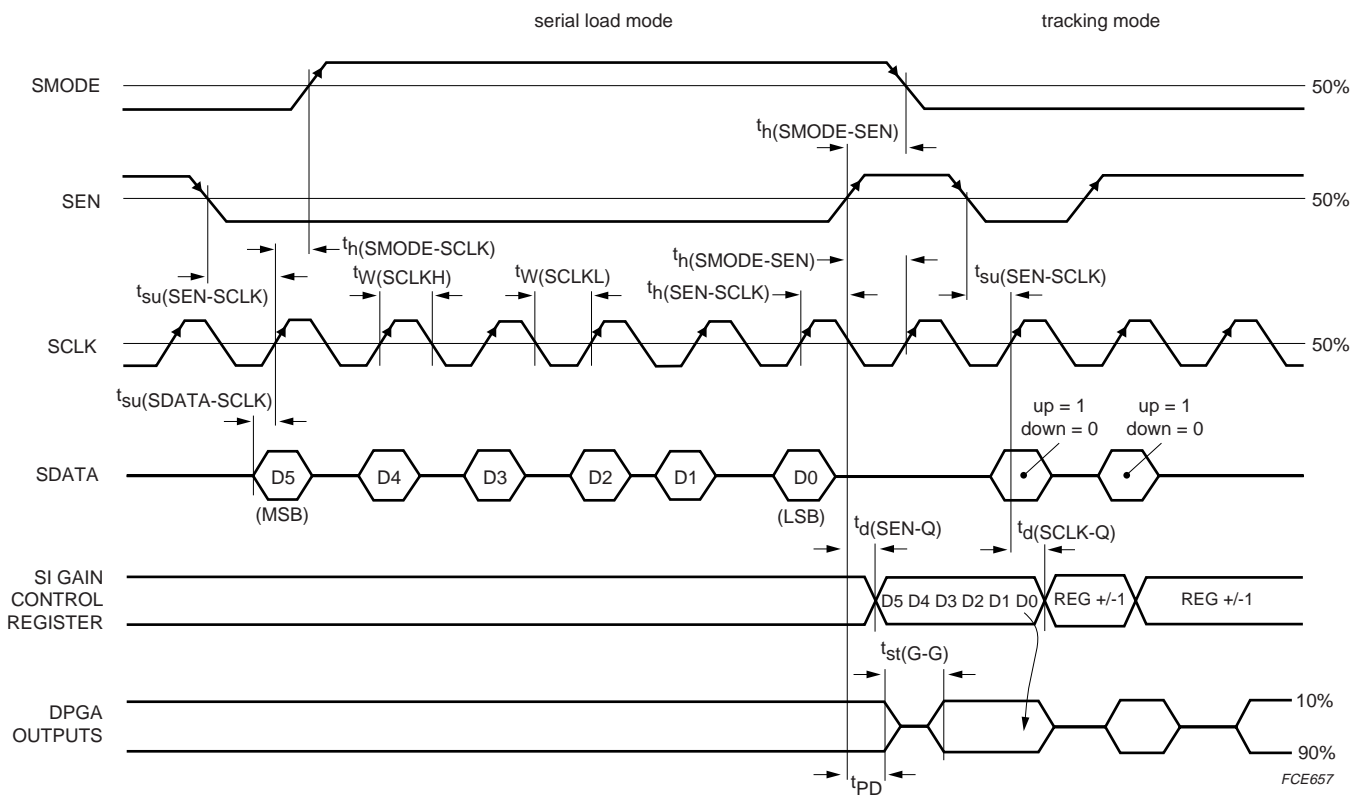 serial load mode
tracking mode
SMODE
50%
th(SMODE-SEN)
SEN
50%
th(SMODE-SCLK)
th(SMODE-SEN)
tsu(SEN-SCLK)
tW(SCLKH)
tW(SCLKL)
th(SEN-SCLK)
tsu(SEN-SCLK)
SCLK
50%
tsu(SDATA-SCLK)
up = 1
down = 0
up = 1
down = 0
SDATA
D5
D4
D3
D2
D1
D0
(MSB)
(LSB)
td(SEN-Q)
td(SCLK-Q)
SI GAIN
CONTROL
REGISTER
D5 D4 D3 D2 D1 D0
REG +/-1
REG +/-1
tst(G-G)
DPGA
OUTPUTS
10%
90%
tPD
FCE657